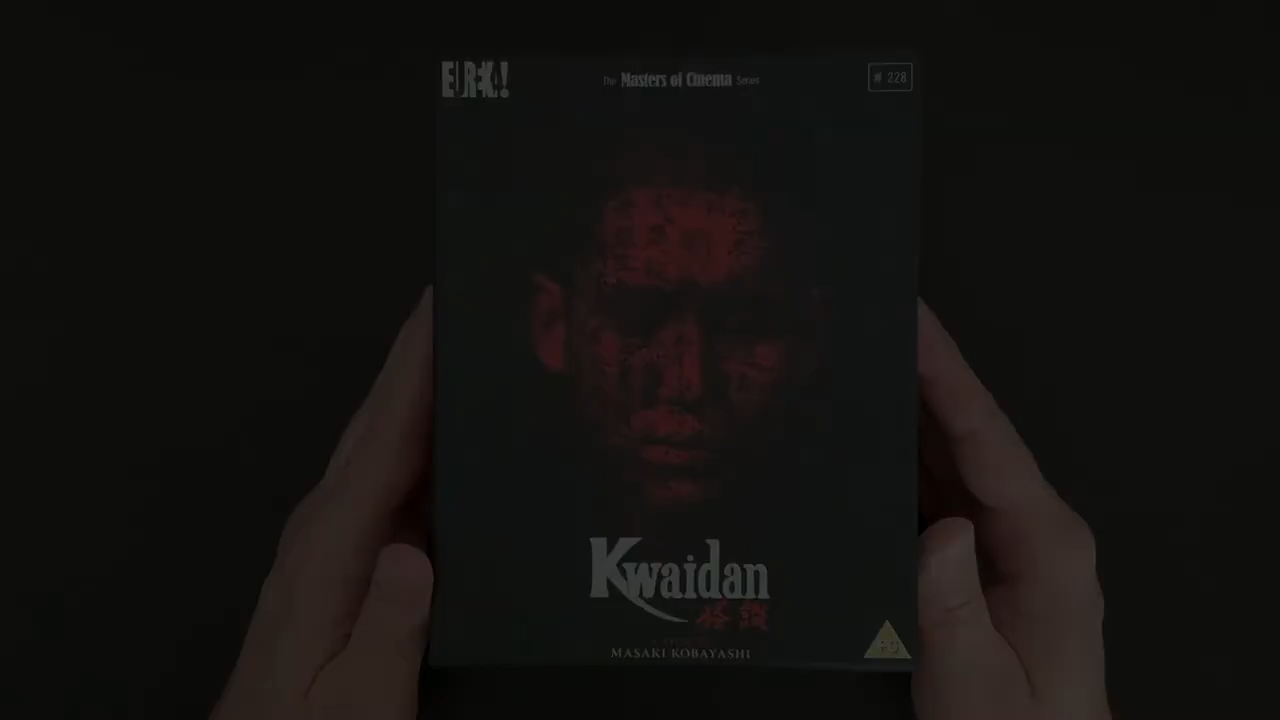 EUREKA!
The Masters of Cinema Series
# 228
Kwaidan
怪談
MASAKI KOBAYASHI
PG